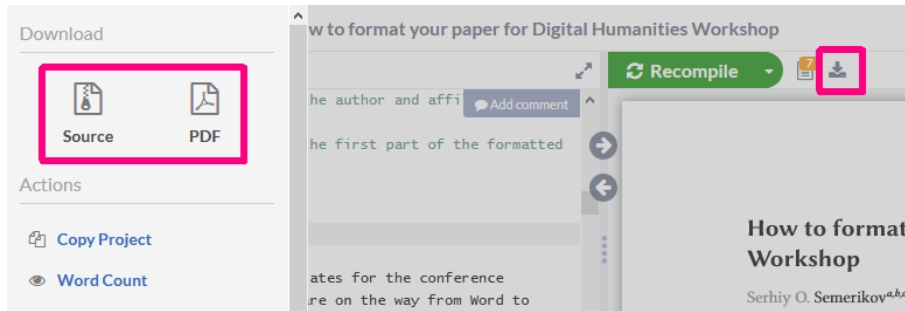 Download
Source PDF
Actions
Copy Project
Word Count
w to format your paper for Digital Humanities Workshop
Recompile
7
he author and affi
Add comment
he first part of the formatted
ates for the conference
re on the way from Word to
How to format
Workshop
Serhiy O. Semerikov a,b,c